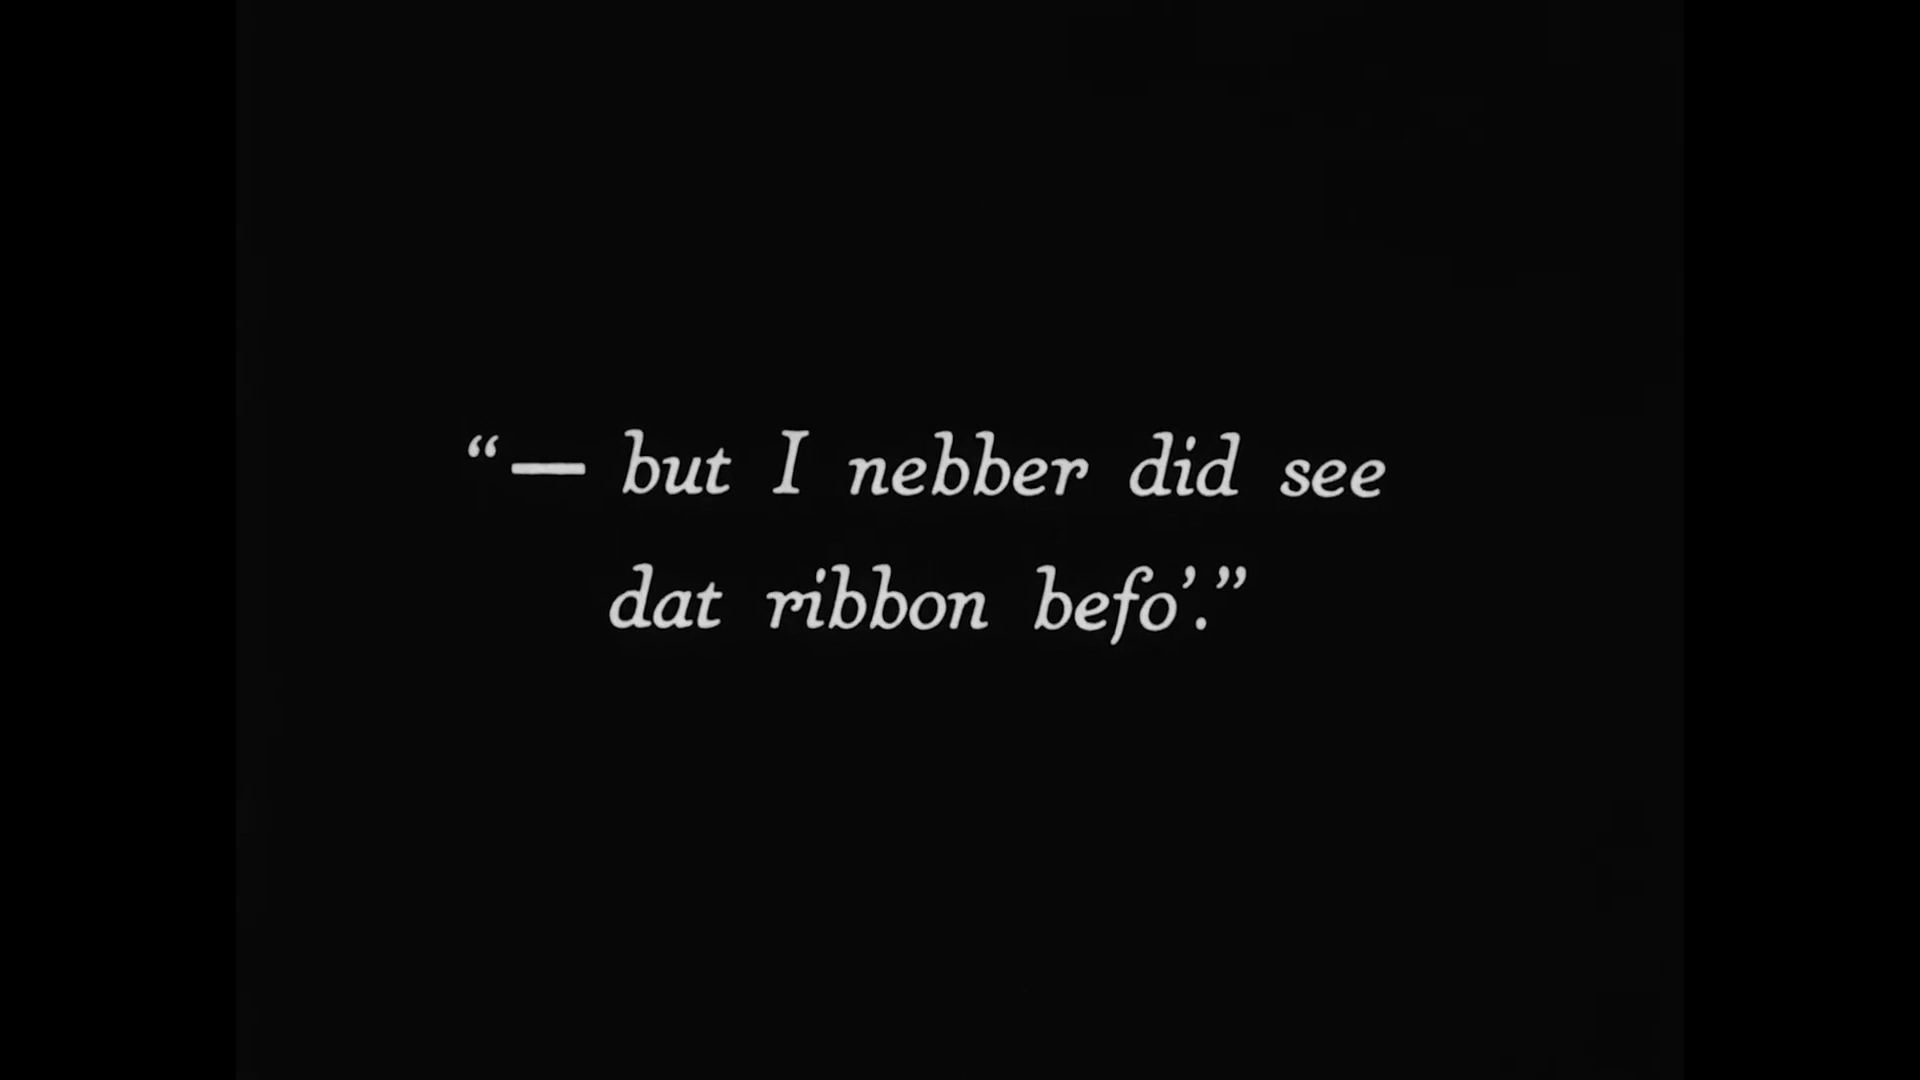 “— but I nebber did see
dat ribbon befo’.”